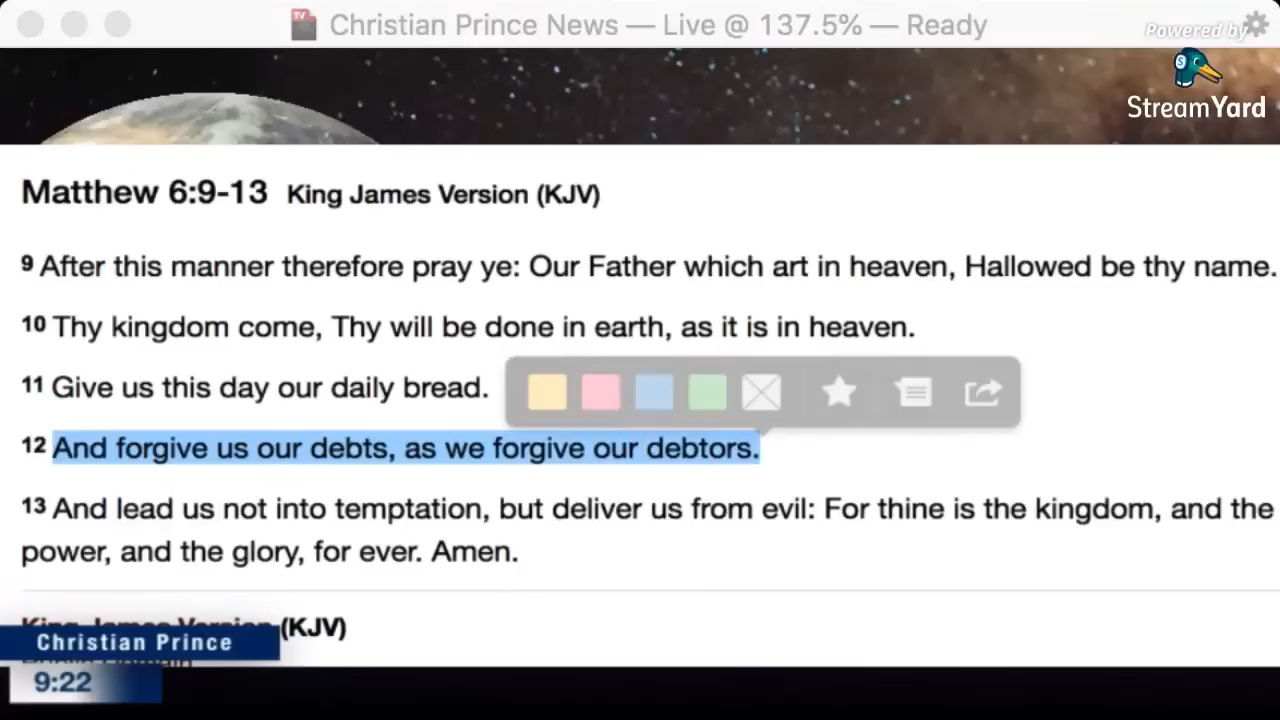 TV
Christian Prince News — Live @ 137.5% — Ready
Powered by
StreamYard
Matthew 6:9-13 King James Version (KJV)
9 After this manner therefore pray ye: Our Father which art in heaven, Hallowed be thy name.
10 Thy kingdom come, Thy will be done in earth, as it is in heaven.
11 Give us this day our daily bread.
12 And forgive us our debts, as we forgive our debtors.
13 And lead us not into temptation, but deliver us from evil: For thine is the kingdom, and the
power, and the glory, for ever. Amen.
King James Version (KJV)
Christian Prince
9:22